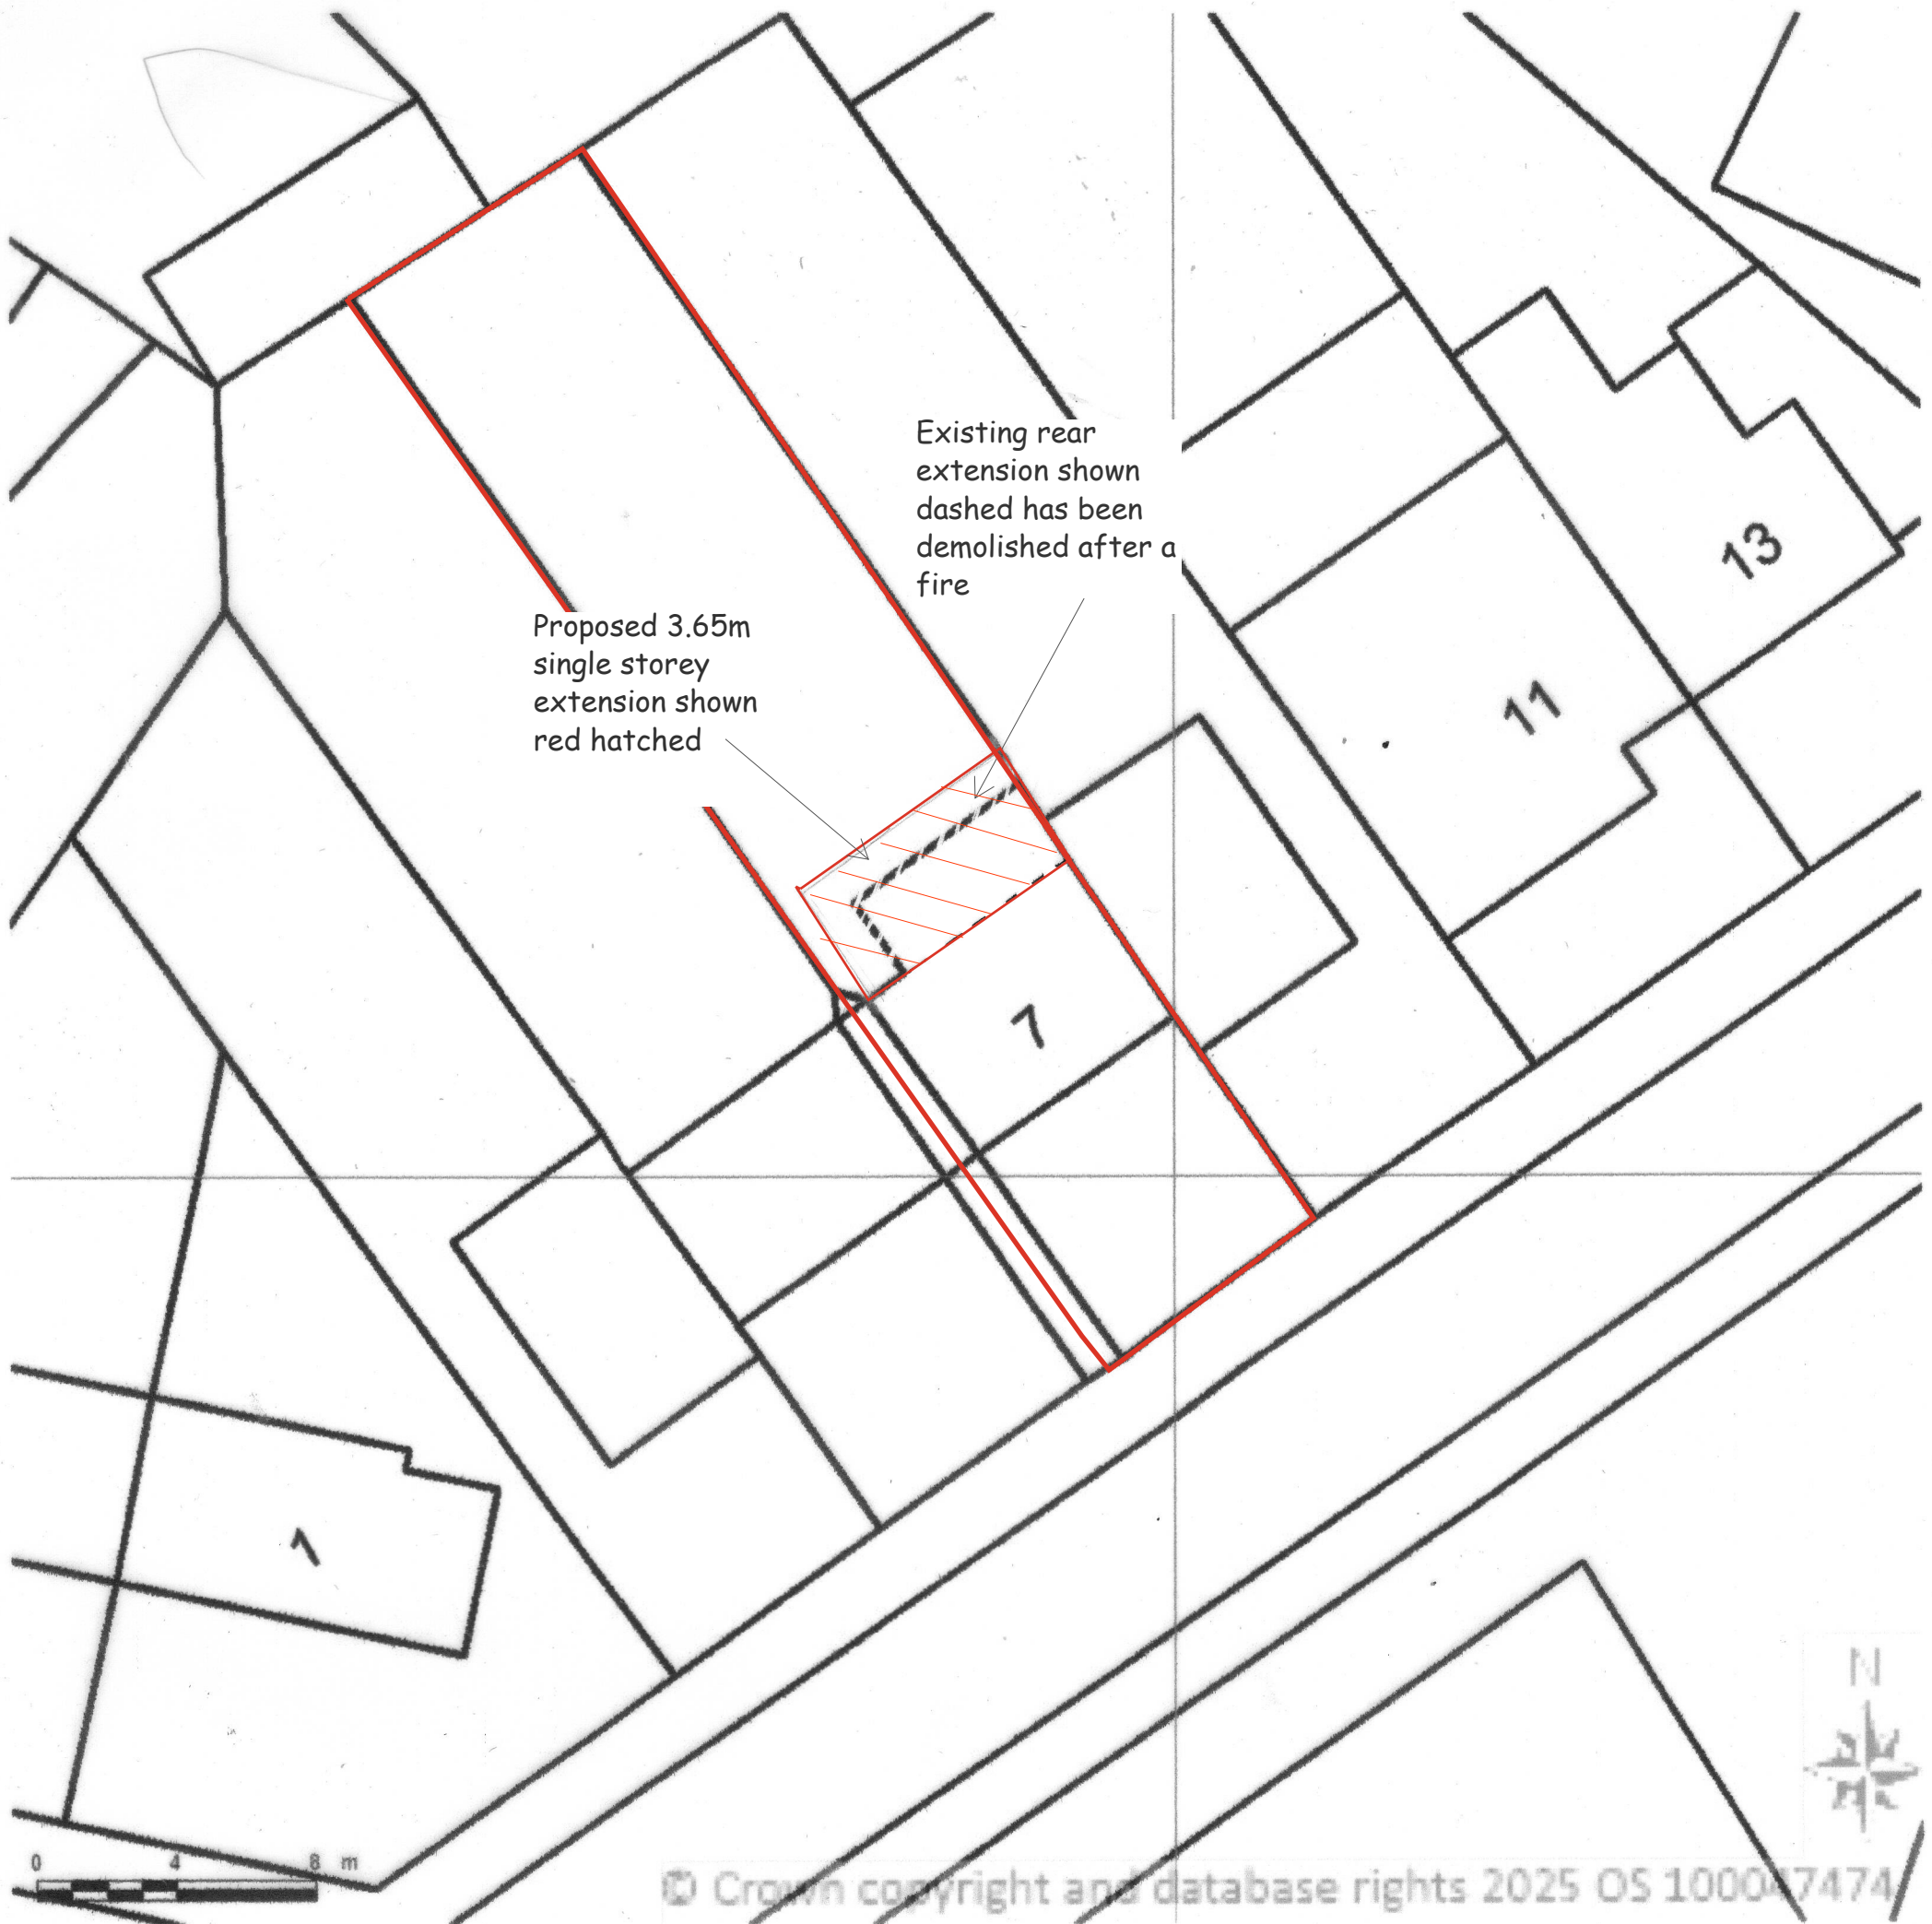 Existing rear
extension shown
dashed has been
demolished after a
fire
Proposed 3.65m
single storey
extension shown
red hatched
13
11
7
1
N
0 4 8 m
© Crown copyright and database rights 2025 OS 100047474